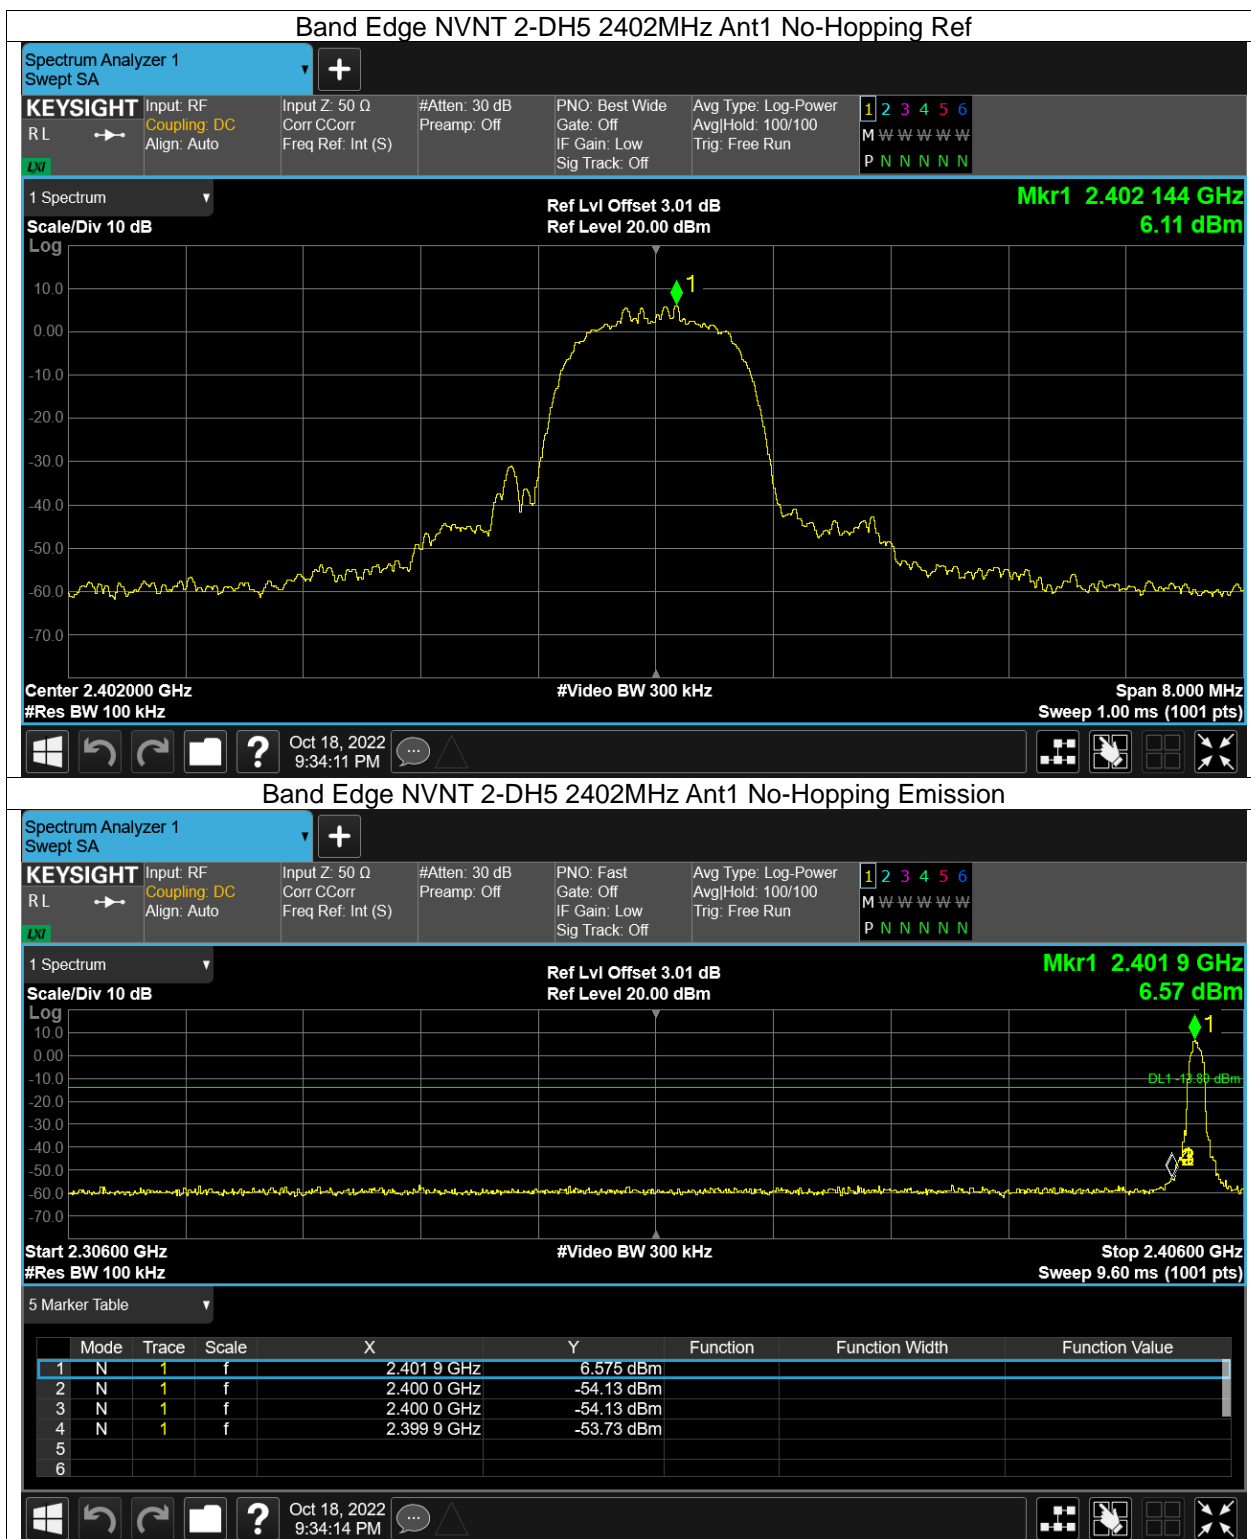 Band Edge NVNT 2-DH5 2402MHz Ant1 No-Hopping Ref
Spectrum Analyzer 1
Swept SA
KEYSIGHT
R L
LXI
Input: RF
Coupling: DC
Align: Auto
Input Z: 50 Ω
Corr CCorr
Freq Ref: Int (S)
#Atten: 30 dB
Preamp: Off
PNO: Best Wide
Gate: Off
IF Gain: Low
Sig Track: Off
Avg Type: Log-Power
Avg|Hold: 100/100
Trig: Free Run
1 2 3 4 5 6
M W W W W W
P N N N N N
1 Spectrum
Scale/Div 10 dB
Ref Lvl Offset 3.01 dB
Ref Level 20.00 dBm
Mkr1 2.402 144 GHz
6.11 dBm
Log
10.0
0.00
-10.0
-20.0
-30.0
-40.0
-50.0
-60.0
-70.0
1
Center 2.402000 GHz
#Res BW 100 kHz
#Video BW 300 kHz
Span 8.000 MHz
Sweep 1.00 ms (1001 pts)
?
Oct 18, 2022
9:34:11 PM
Band Edge NVNT 2-DH5 2402MHz Ant1 No-Hopping Emission
Spectrum Analyzer 1
Swept SA
KEYSIGHT
R L
LXI
Input: RF
Coupling: DC
Align: Auto
Input Z: 50 Ω
Corr CCorr
Freq Ref: Int (S)
#Atten: 30 dB
Preamp: Off
PNO: Fast
Gate: Off
IF Gain: Low
Sig Track: Off
Avg Type: Log-Power
Avg|Hold: 100/100
Trig: Free Run
1 2 3 4 5 6
M W W W W W
P N N N N N
1 Spectrum
Scale/Div 10 dB
Ref Lvl Offset 3.01 dB
Ref Level 20.00 dBm
Mkr1 2.401 9 GHz
6.57 dBm
Log
10.0
0.00
-10.0
-20.0
-30.0
-40.0
-50.0
-60.0
-70.0
1
DL1 -13.89 dBm
Start 2.30600 GHz
#Res BW 100 kHz
#Video BW 300 kHz
Stop 2.40600 GHz
Sweep 9.60 ms (1001 pts)
5 Marker Table
Mode Trace Scale X Y Function Function Width Function Value
1 N 1 f 2.401 9 GHz 6.575 dBm
2 N 1 f 2.400 0 GHz -54.13 dBm
3 N 1 f 2.400 0 GHz -54.13 dBm
4 N 1 f 2.399 9 GHz -53.73 dBm
5
6
?
Oct 18, 2022
9:34:14 PM